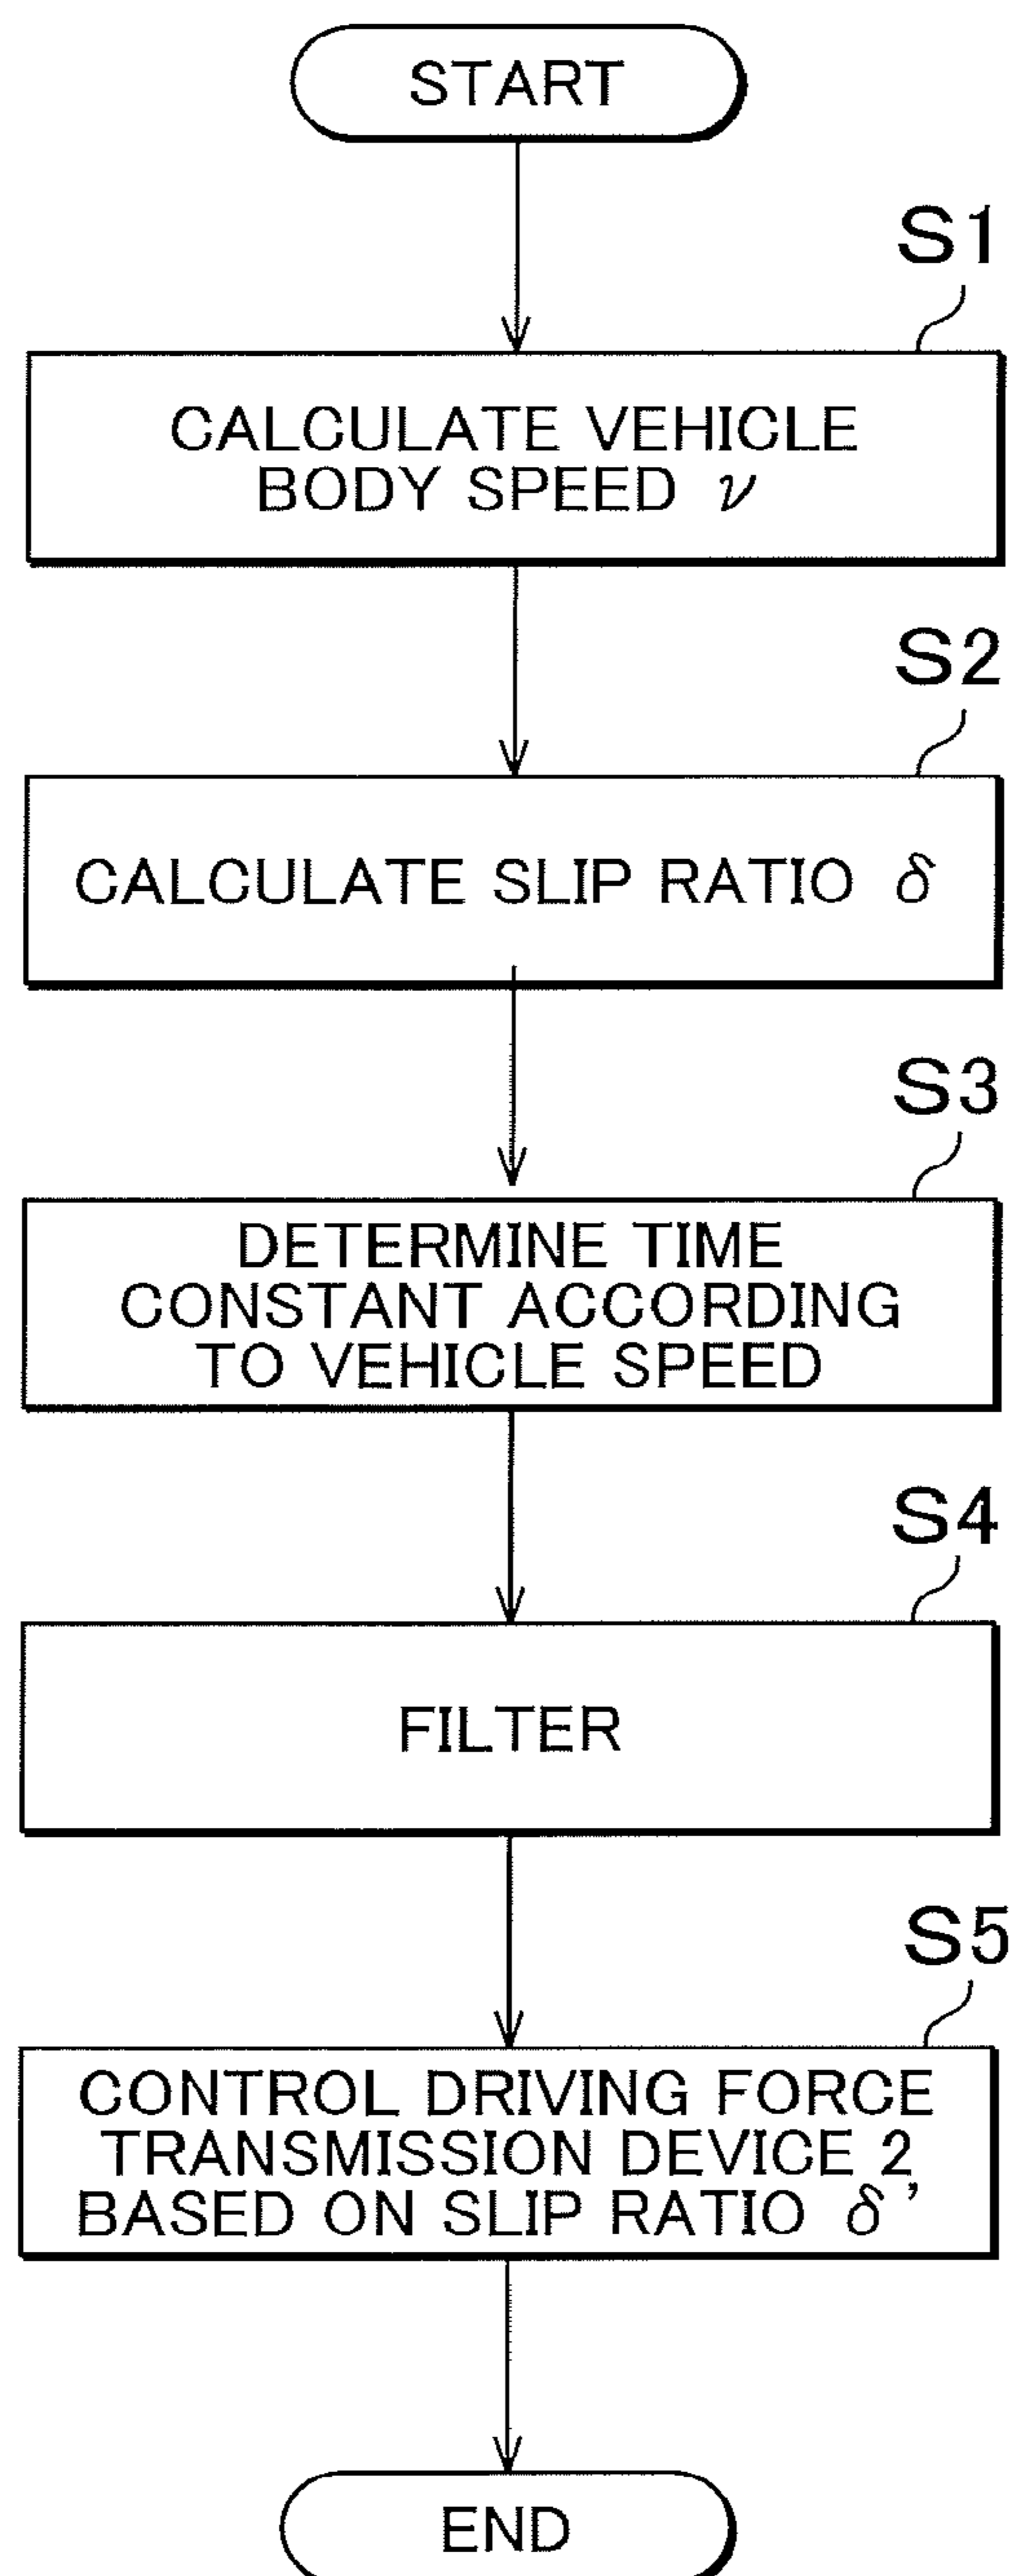 START
S1
CALCULATE VEHICLE
BODY SPEED ν
S2
CALCULATE SLIP RATIO δ
S3
DETERMINE TIME
CONSTANT ACCORDING
TO VEHICLE SPEED
S4
FILTER
S5
CONTROL DRIVING FORCE
TRANSMISSION DEVICE 2
BASED ON SLIP RATIO δ’
END